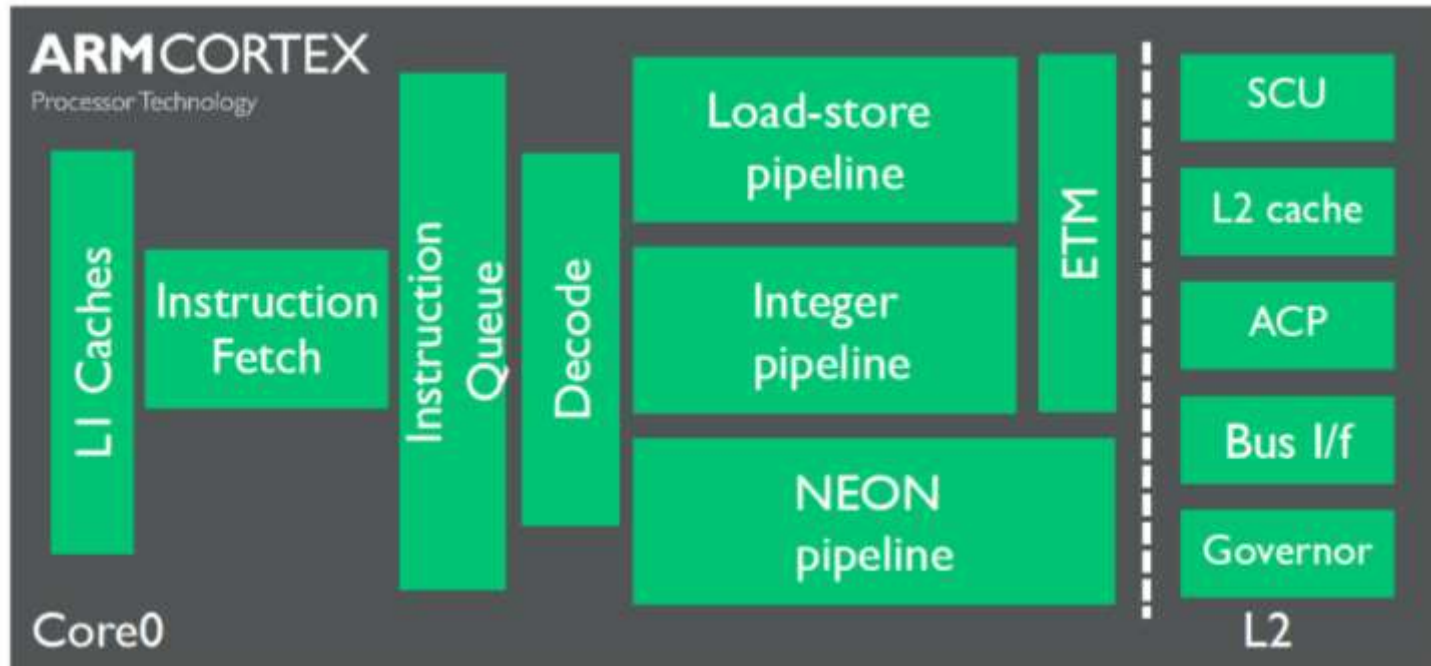 ARMCORTEX
Processor Technology
L1 Caches
Instruction
Fetch
Instruction
Queue
Decode
Load-store
pipeline
Integer
pipeline
NEON
pipeline
ETM
SCU
L2 cache
ACP
Bus I/f
Governor
Core0
L2